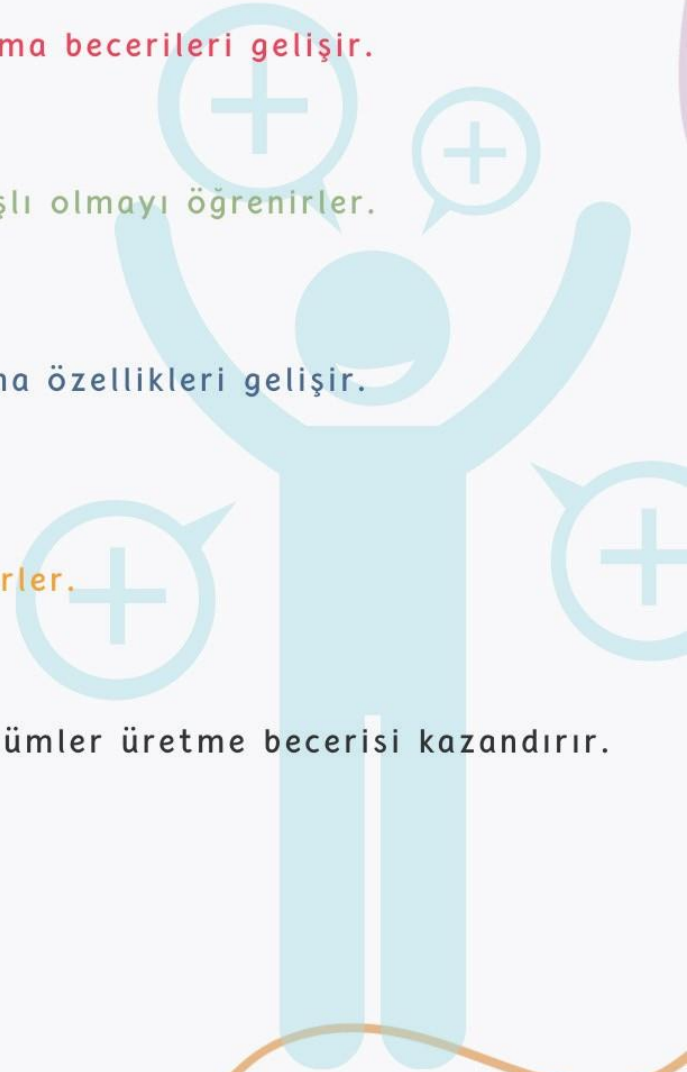 ma becerileri gelişir.
şlı olmayı öğrenirler.
na özellikleri gelişir.
rler.
ümler üretme becerisi kazandırır.